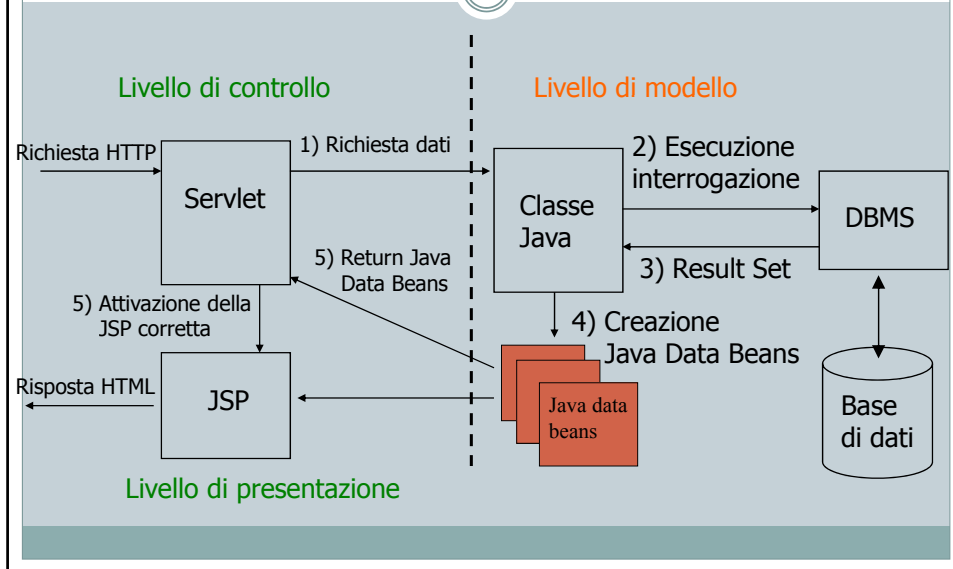 Livello di controllo
Livello di modello
Richiesta HTTP
1) Richiesta dati
2) Esecuzione
interrogazione
Servlet
Classe
Java
DBMS
5) Return Java
Data Beans
3) Result Set
5) Attivazione della
JSP corretta
4) Creazione
Java Data Beans
Risposta HTML
JSP
Java data
beans
Base
di dati
Livello di presentazione